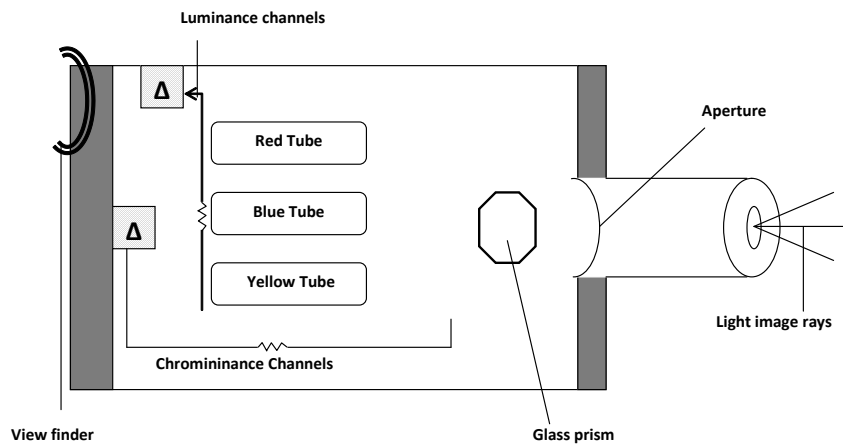 Luminance channels
Δ
Aperture
Red Tube
Blue Tube
Δ
Yellow Tube
Light image rays
Chromininance Channels
View finder
Glass prism